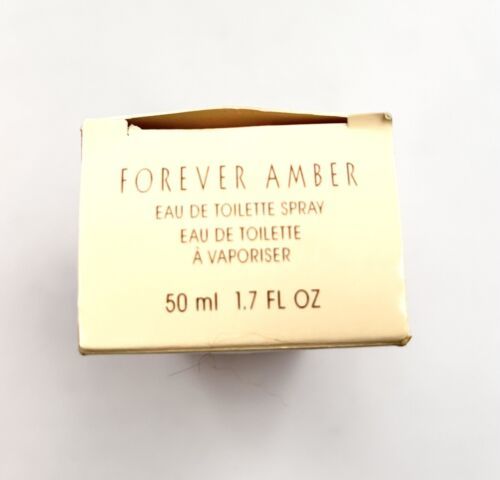 FOREVER AMBER
EAU DE TOILETTE SPRAY
EAU DE TOILETTE
À VAPORISER
50 ml 1.7 FL OZ